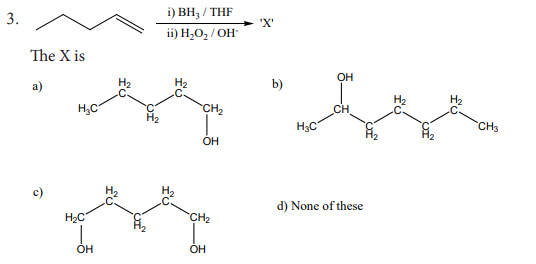 3.
i) BH₃ / THF
ii) H₂O₂ / OH⁻
'X'
The X is
a)
H₃C
H₂
C
C
H₂
H₂
C
CH₂
OH
b)
OH
H₃C
CH
C
H₂
H₂
C
C
H₂
H₂
C
CH₃
c)
H₂C
OH
H₂
C
C
H₂
H₂
C
CH₂
OH
d) None of these